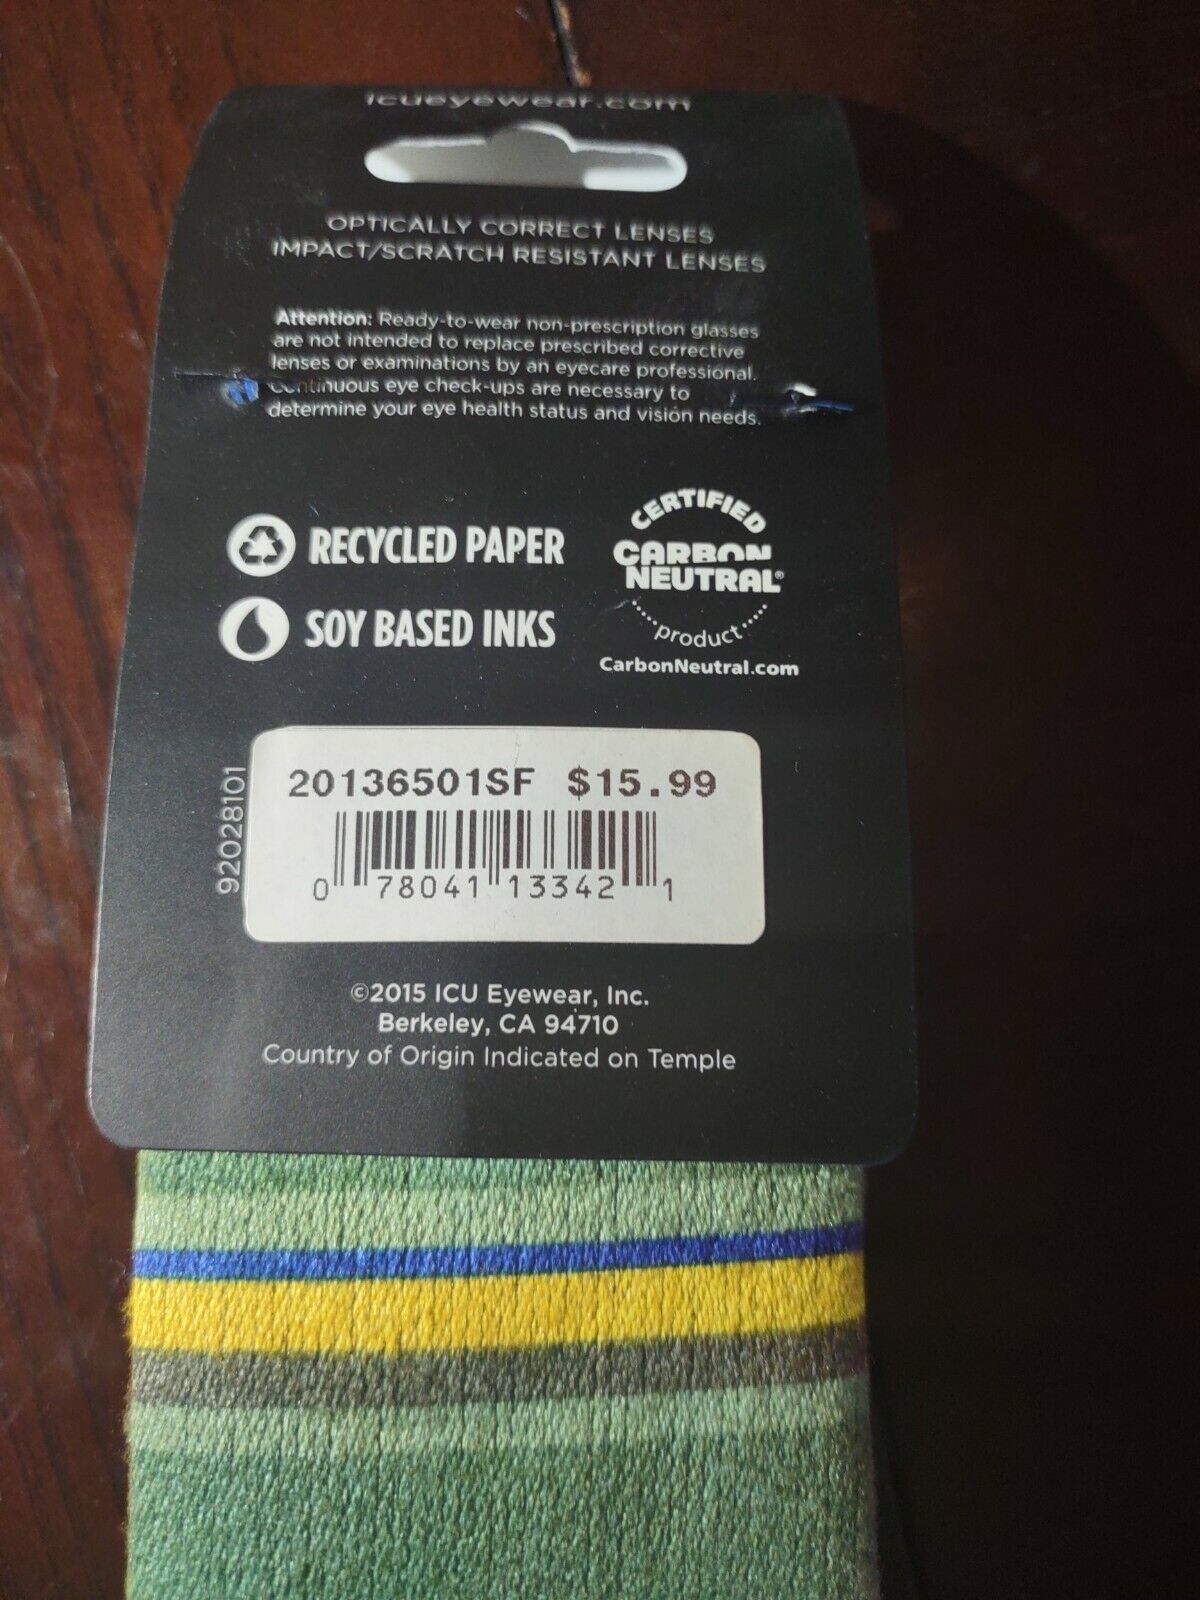 icueyewear.com
OPTICALLY CORRECT LENSES
IMPACT/SCRATCH RESISTANT LENSES
Attention: Ready-to-wear non-prescription glasses
are not intended to replace prescribed corrective
lenses or examinations by an eyecare professional.
Continuous eye check-ups are necessary to
determine your eye health status and vision needs.
RECYCLED PAPER
SOY BASED INKS
CERTIFIED
CARBON
NEUTRAL®
product
CarbonNeutral.com
92028101
20136501SF $15.99
0 78041 13342 1
©2015 ICU Eyewear, Inc.
Berkeley, CA 94710
Country of Origin Indicated on Temple